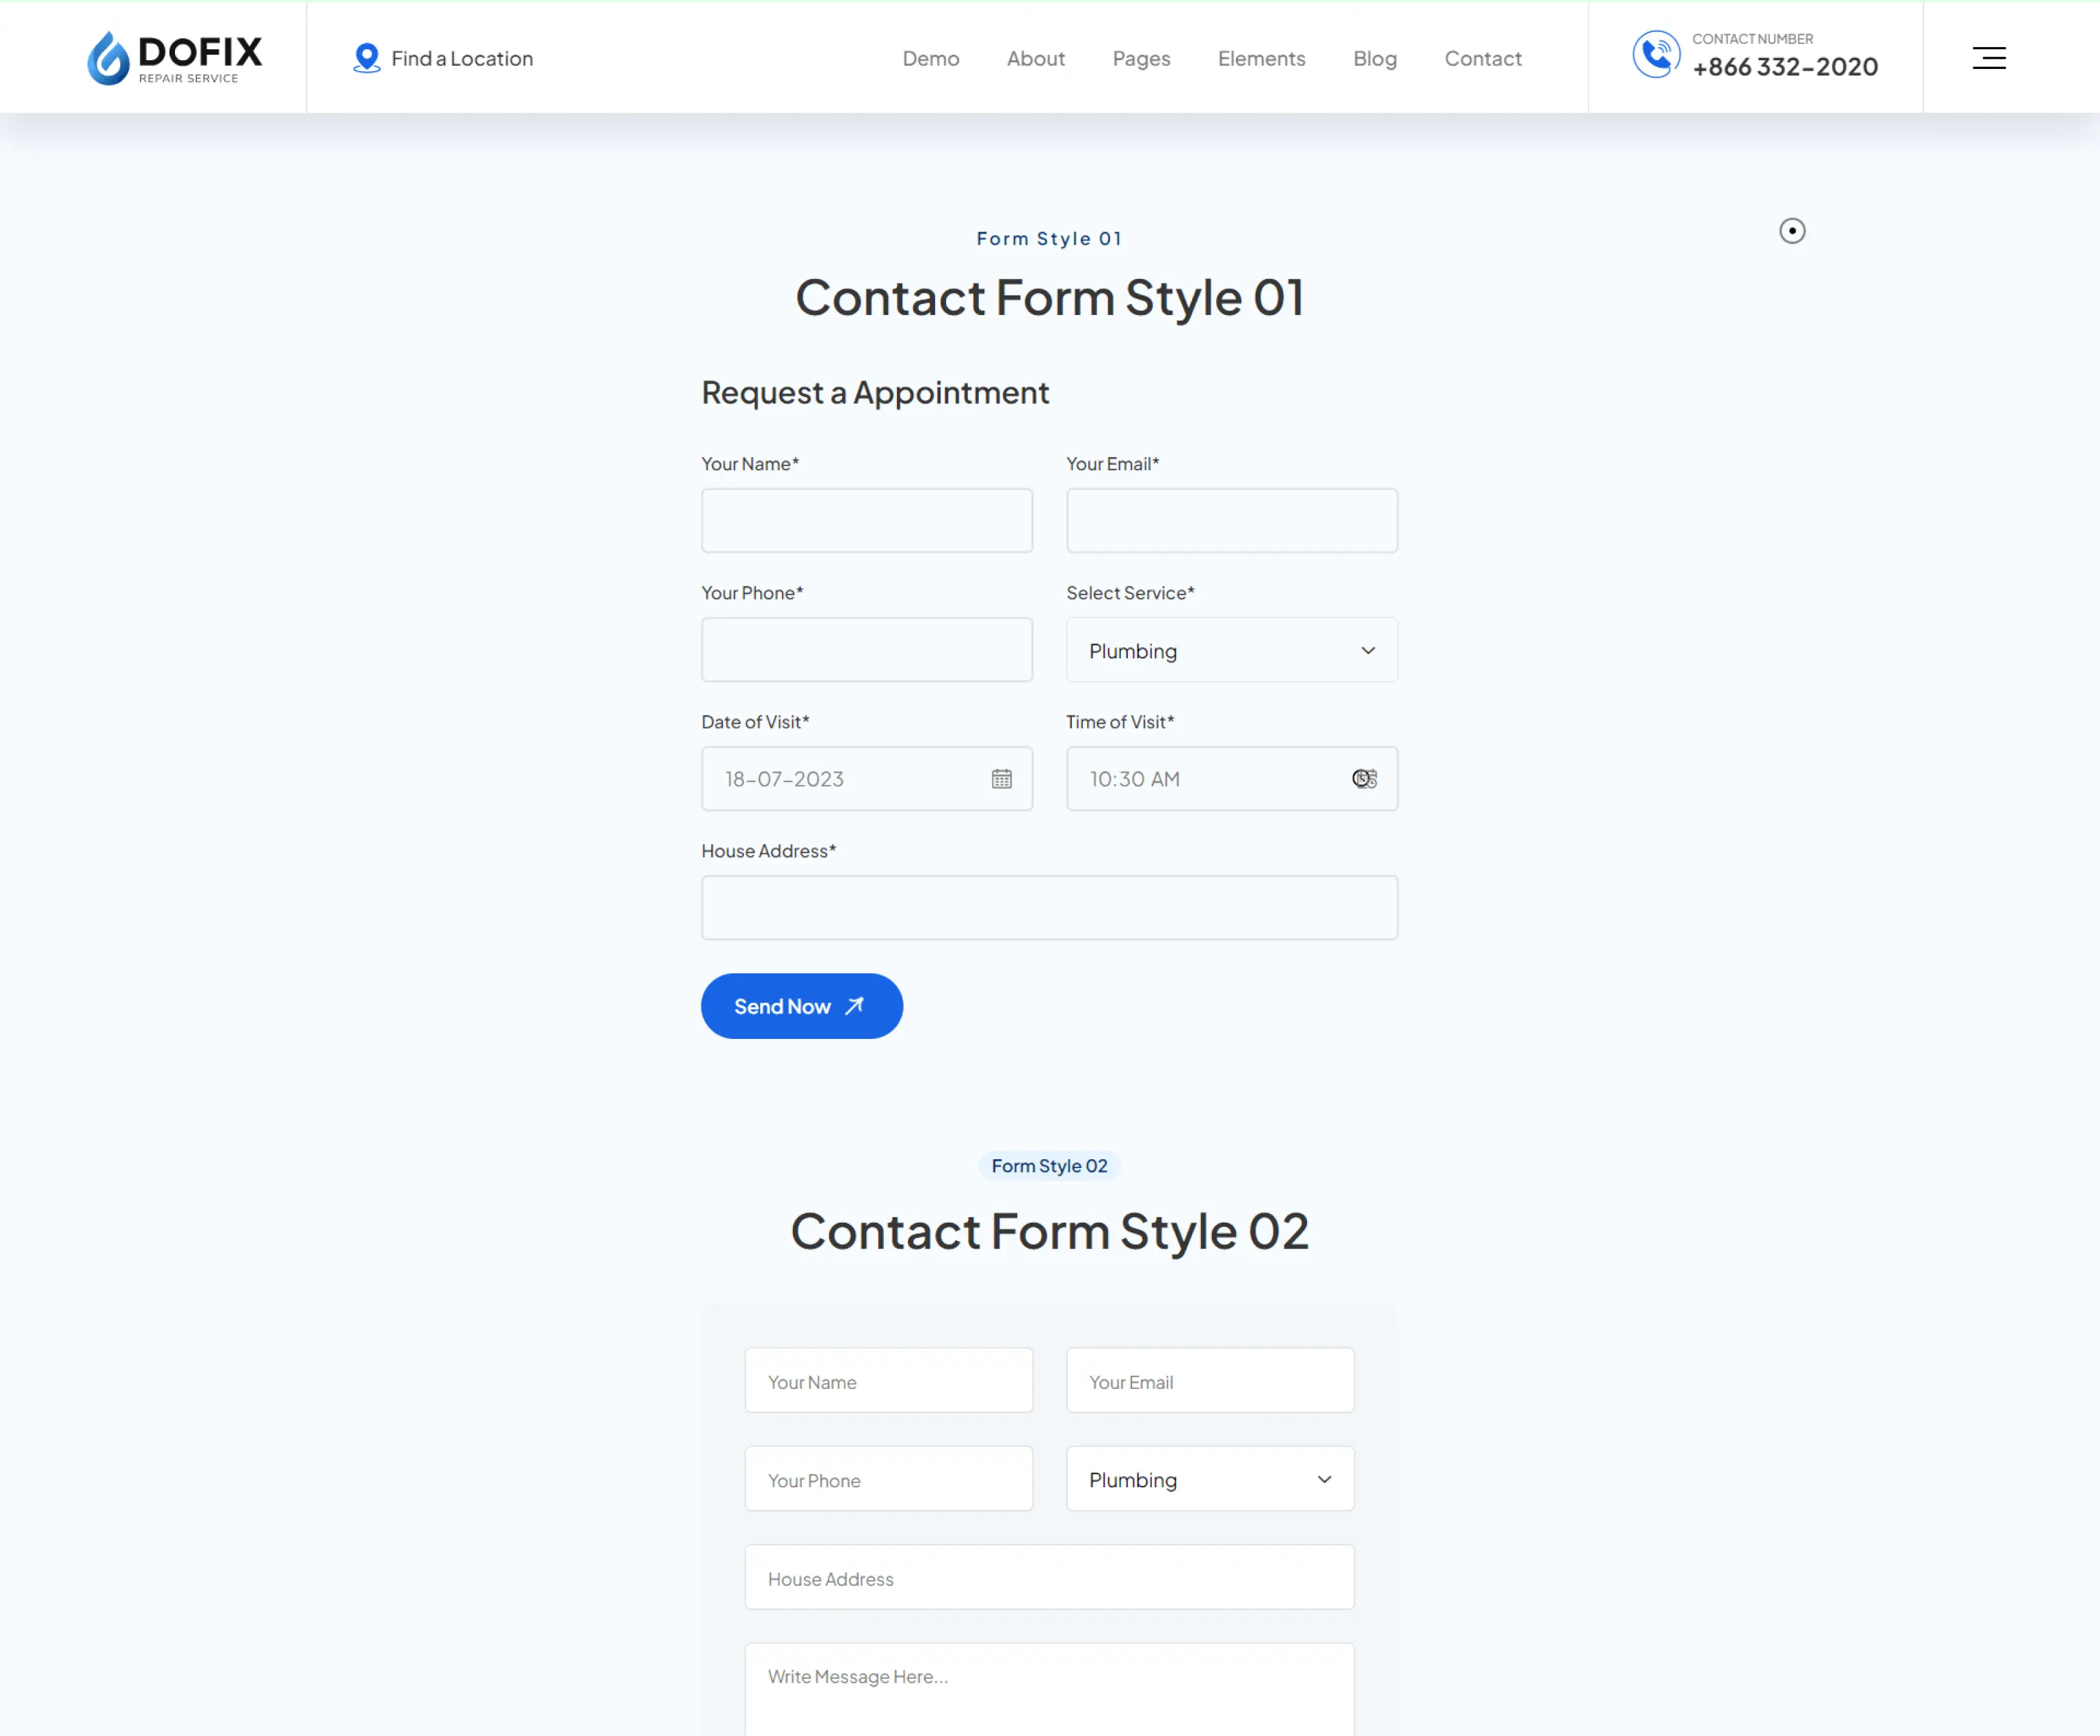 DOFIX
REPAIR SERVICE
Find a Location
Demo
About
Pages
Elements
Blog
Contact
CONTACT NUMBER
+866 332-2020
Form Style 01
Contact Form Style 01
Request a Appointment
Your Name*
Your Email*
Your Phone*
Select Service*
Plumbing
Date of Visit*
Time of Visit*
18-07-2023
10:30 AM
House Address*
Send Now
Form Style 02
Contact Form Style 02
Your Name
Your Email
Your Phone
Plumbing
House Address
Write Message Here...